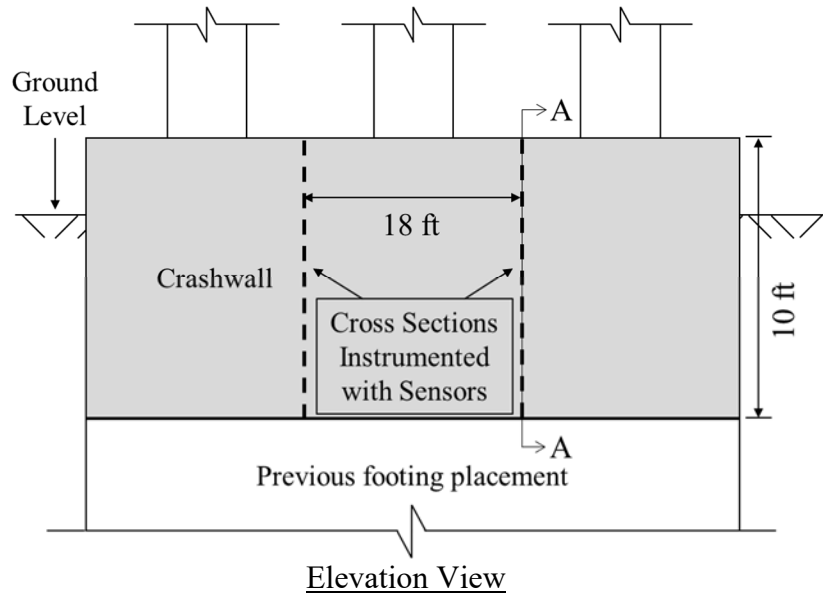 Ground
Level
A
18 ft
Crashwall
10 ft
Cross Sections
Instrumented
with Sensors
A
Previous footing placement
Elevation View